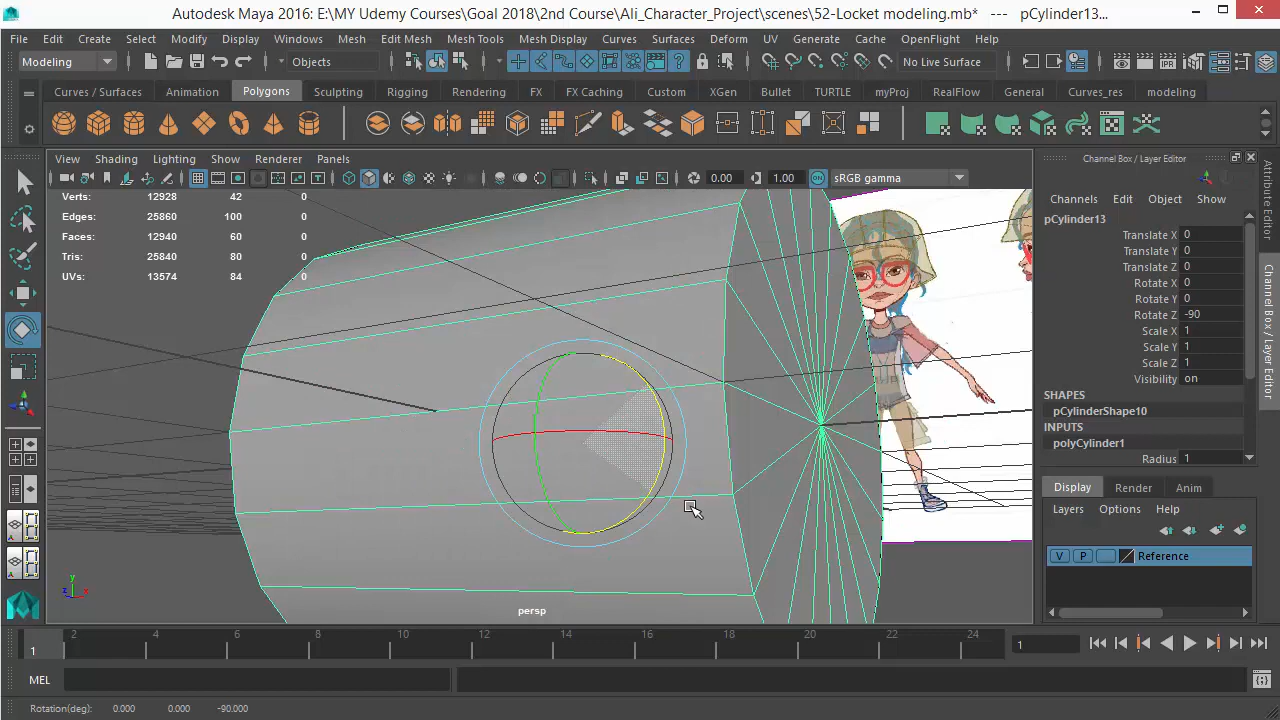 Autodesk Maya 2016: E:\MY Udemy Courses\Goal 2018\2nd Course\Ali_Character_Project\scenes\52-Locket modeling.mb* --- pCylinder13...
File Edit Create Select Modify Display Windows Mesh Edit Mesh Mesh Tools Mesh Display Curves Surfaces Deform UV Generate Cache OpenFlight Help
Modeling Objects No Live Surface
Curves / Surfaces Animation Polygons Sculpting Rigging Rendering FX FX Caching Custom XGen Bullet TURTLE myProj RealFlow General Curves_res modeling
View Shading Lighting Show Renderer Panels
0.00 1.00 sRGB gamma
Verts: 12928 42 0
Edges: 25860 100 0
Faces: 12940 60 0
Tris: 25840 80 0
UVs: 13574 84 0
persp
y
z x
Channel Box / Layer Editor
Channels Edit Object Show
pCylinder13
Translate X 0
Translate Y 0
Translate Z 0
Rotate X 0
Rotate Y 0
Rotate Z -90
Scale X 1
Scale Y 1
Scale Z 1
Visibility on
SHAPES
pCylinderShape10
INPUTS
polyCylinder1
Radius 1
Display Render Anim
Layers Options Help
V P Reference
Attribute Editor
Channel Box / Layer Editor
1 2 4 6 8 10 12 14 16 18 20 22 24 1
MEL
Rotation(deg): 0.000 0.000 -90.000